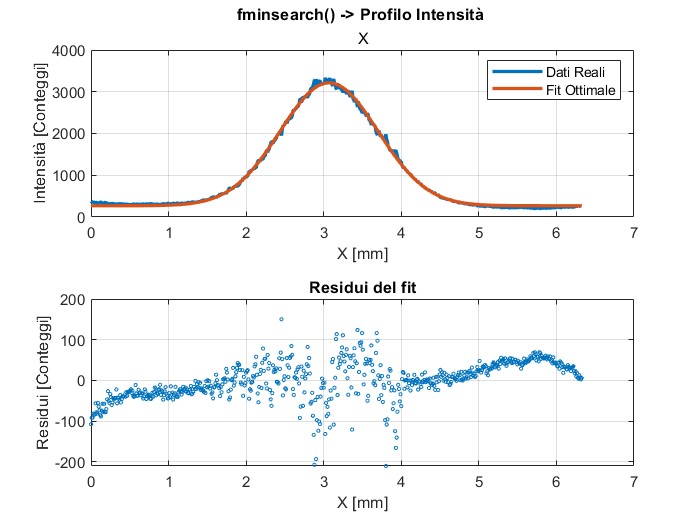 fminsearch() -> Profilo Intensità
X
4000
3000
2000
1000
0
Intensità [Conteggi]
Dati Reali
Fit Ottimale
0 1 2 3 4 5 6 7
X [mm]
Residui del fit
200
100
0
-100
-200
Residui [Conteggi]
0 1 2 3 4 5 6 7
X [mm]